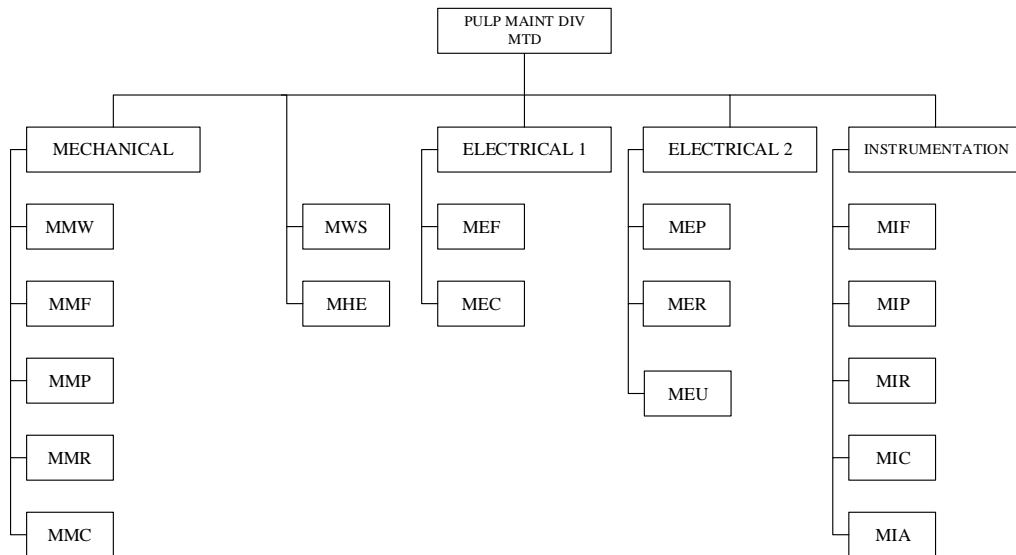 PULP MAINT DIV
MTD
MECHANICAL
ELECTRICAL 1
ELECTRICAL 2
INSTRUMENTATION
MMW
MWS
MEF
MEP
MIF
MMF
MHE
MEC
MER
MIP
MMP
MEU
MIR
MMR
MIC
MMC
MIA